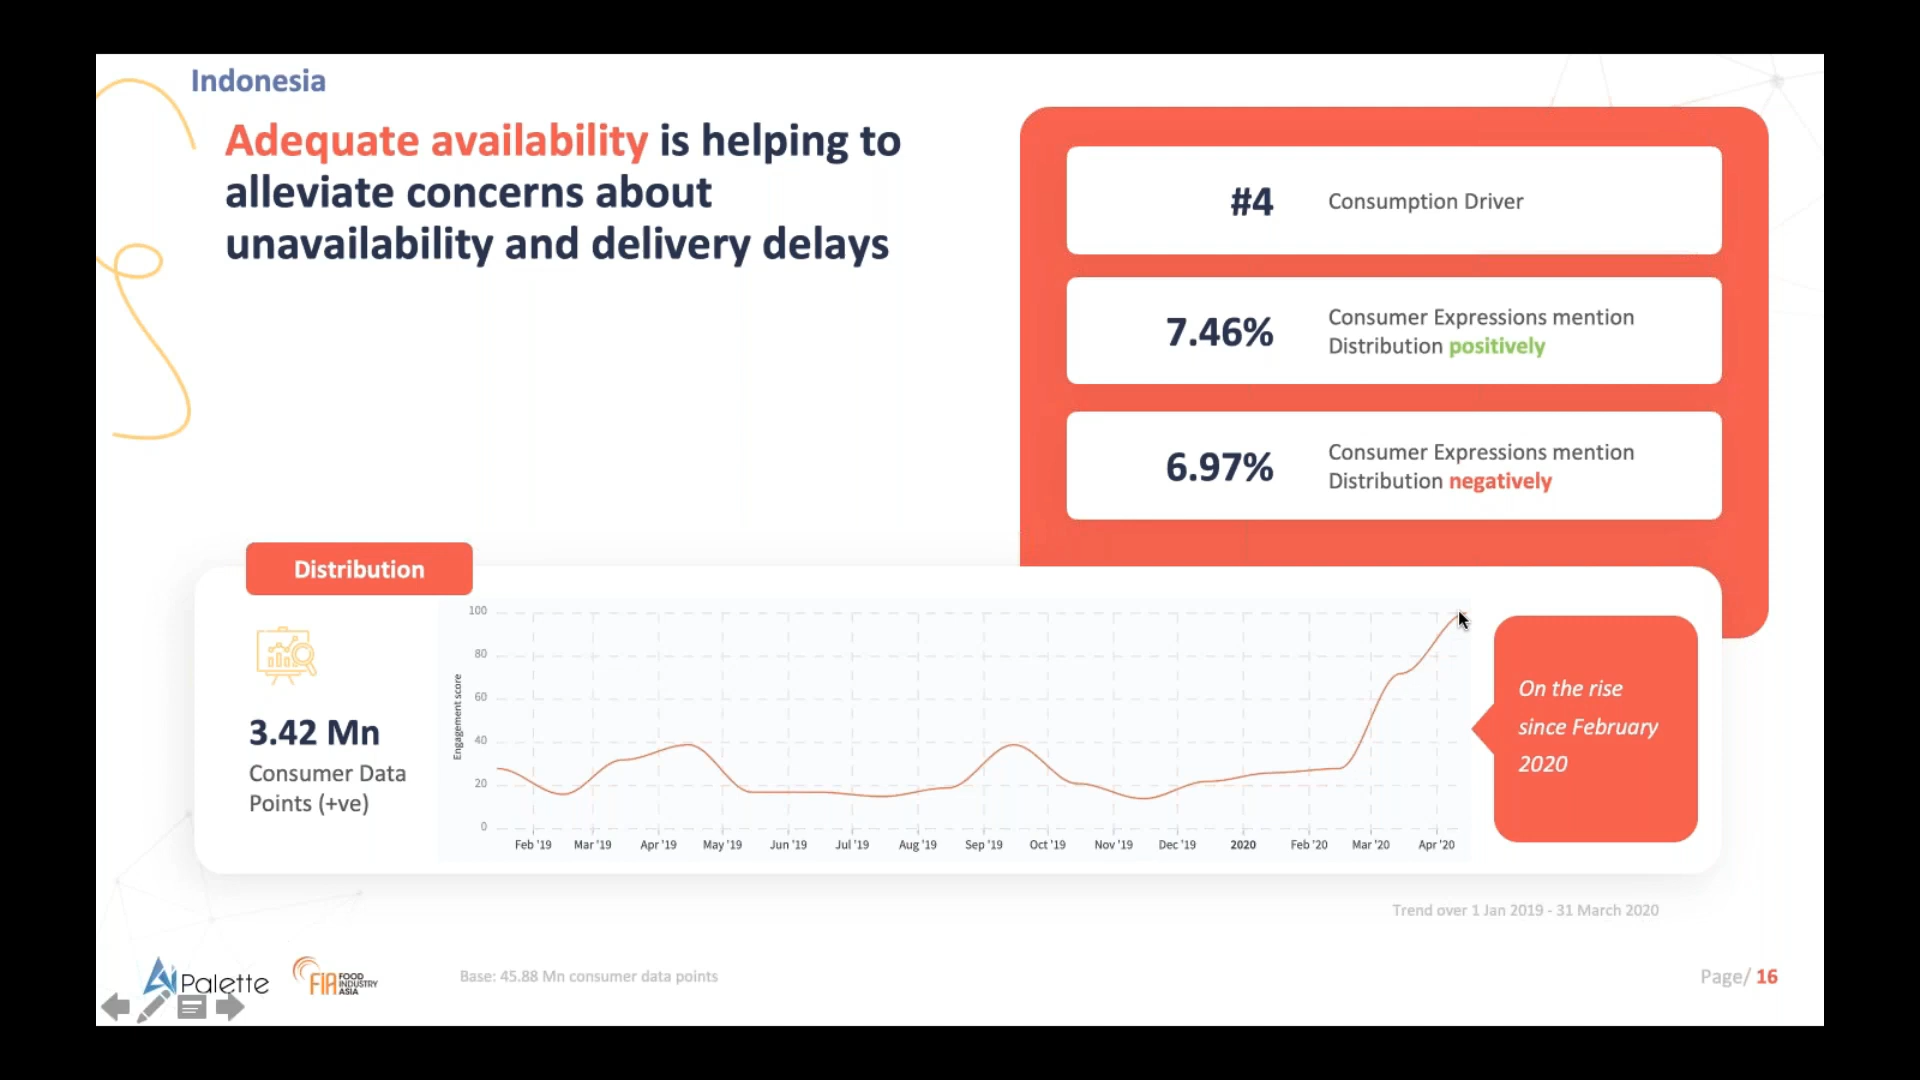 Indonesia
Adequate availability is helping to
alleviate concerns about
unavailability and delivery delays
#4
Consumption Driver
7.46%
Consumer Expressions mention
Distribution positively
6.97%
Consumer Expressions mention
Distribution negatively
Distribution
3.42 Mn
Consumer Data
Points (+ve)
Engagement score
100
80
60
40
20
0
Feb '19 Mar '19 Apr '19 May '19 Jun '19 Jul '19 Aug '19 Sep '19 Oct '19 Nov '19 Dec '19 2020 Feb '20 Mar '20 Apr '20
On the rise
since February
2020
Trend over 1 Jan 2019 - 31 March 2020
Ai Palette
FIA FOOD
INDUSTRY
ASIA
Base: 45.88 Mn consumer data points
Page/ 16